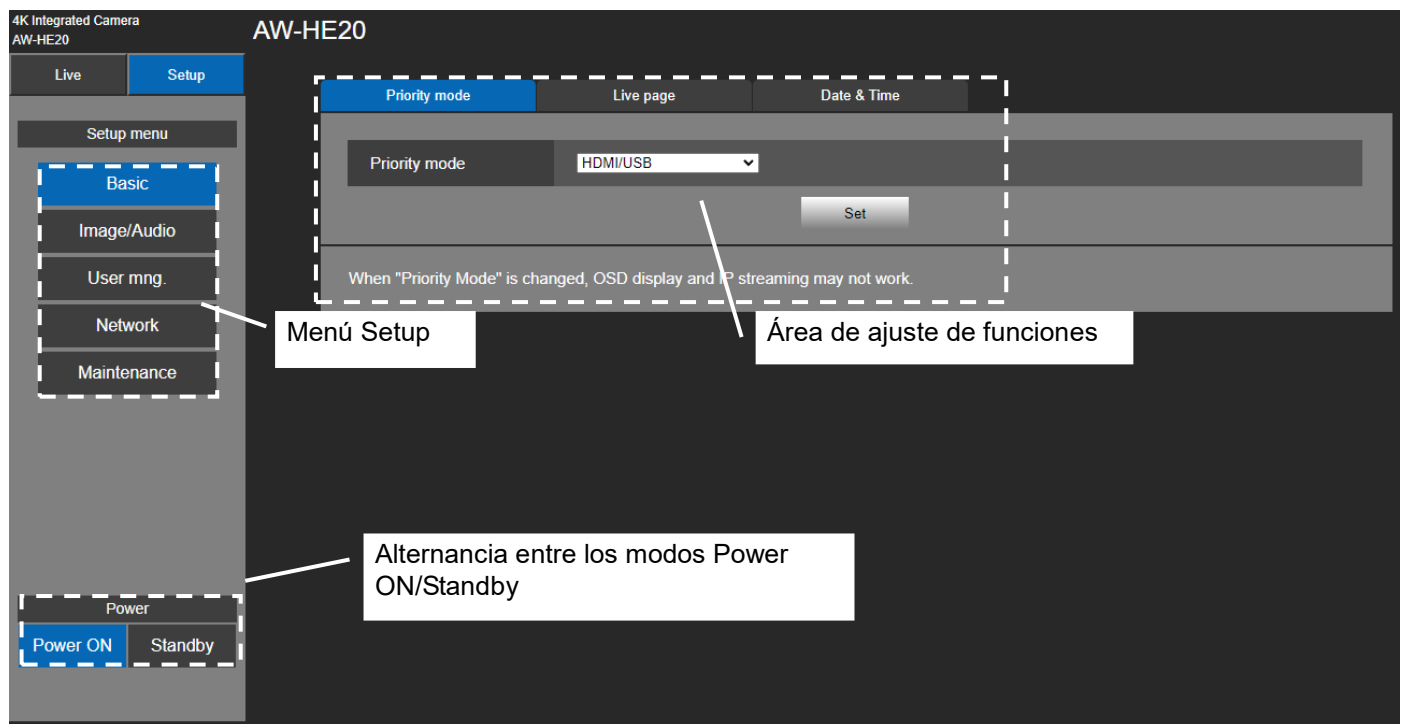 4K Integrated Camera
AW-HE20
AW-HE20
Live
Setup
Priority mode
Live page
Date & Time
Setup menu
Priority mode
HDMI/USB
Basic
Set
Image/Audio
User mng.
When "Priority Mode" is changed, OSD display and IP streaming may not work.
Network
Menú Setup
Área de ajuste de funciones
Maintenance
Alternancia entre los modos Power
ON/Standby
Power
Power ON
Standby